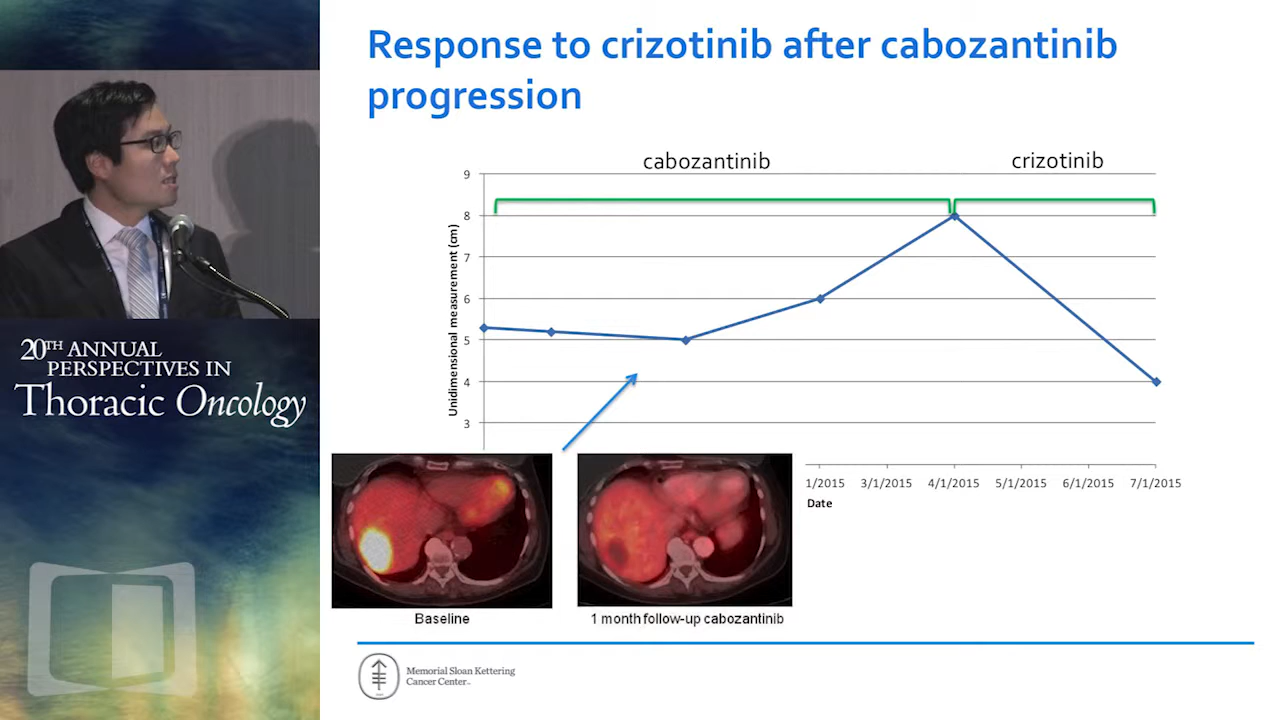 Response to crizotinib after cabozantinib
progression
cabozantinib
crizotinib
9
8
7
6
5
4
3
Unidimensional measurement (cm)
1/2015
3/1/2015
4/1/2015
5/1/2015
6/1/2015
7/1/2015
Date
Baseline
1 month follow-up cabozantinib
Memorial Sloan Kettering
Cancer Center
20TH ANNUAL
PERSPECTIVES IN
Thoracic Oncology